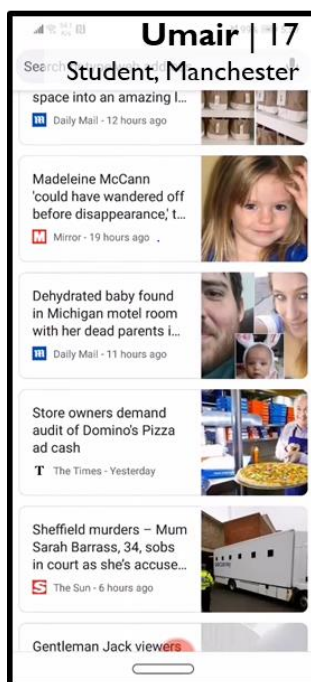 Umair | 17
Student, Manchester
space into an amazing l...
Daily Mail - 12 hours ago
Madeleine McCann
'could have wandered off
before disappearance,' t...
M Mirror - 19 hours ago
Dehydrated baby found
in Michigan motel room
with her dead parents i...
Daily Mail - 11 hours ago
Store owners demand
audit of Domino's Pizza
ad cash
T The Times - Yesterday
Sheffield murders – Mum
Sarah Barrass, 34, sobs
in court as she's accuse...
S The Sun - 6 hours ago
Gentleman Jack viewers